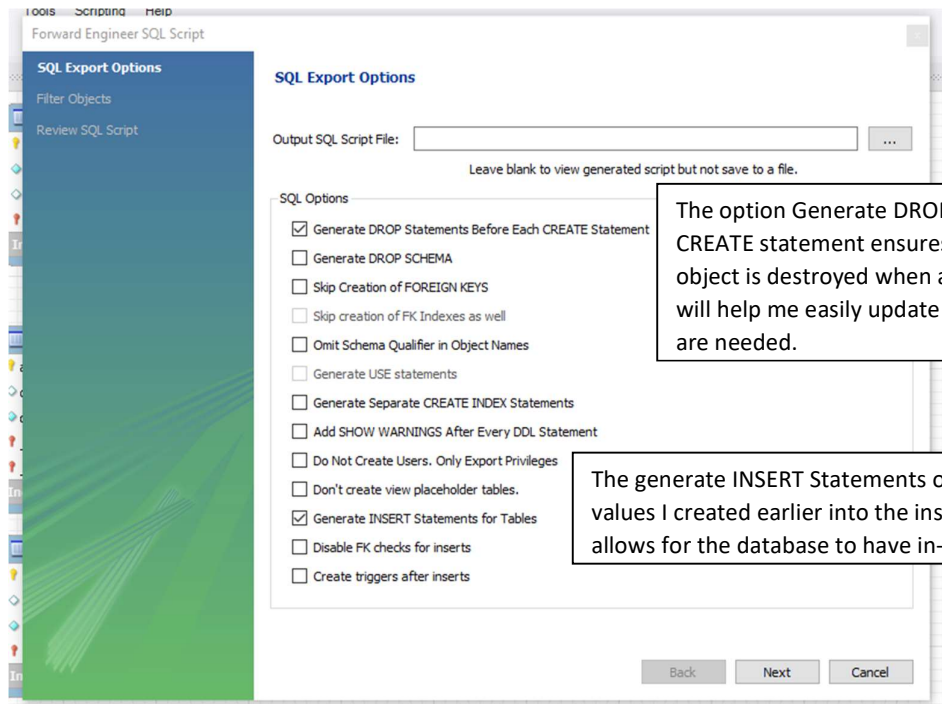 Tools Scripting Help
Forward Engineer SQL Script
x
SQL Export Options
Filter Objects
Review SQL Script
SQL Export Options
Output SQL Script File:
...
Leave blank to view generated script but not save to a file.
SQL Options
Generate DROP Statements Before Each CREATE Statement
Generate DROP SCHEMA
Skip Creation of FOREIGN KEYS
Skip creation of FK Indexes as well
Omit Schema Qualifier in Object Names
Generate USE statements
Generate Separate CREATE INDEX Statements
Add SHOW WARNINGS After Every DDL Statement
Do Not Create Users. Only Export Privileges
Don't create view placeholder tables.
Generate INSERT Statements for Tables
Disable FK checks for inserts
Create triggers after inserts
The option Generate DROP
CREATE statement ensures
object is destroyed when a
will help me easily update
are needed.
The generate INSERT Statements o
values I created earlier into the ins
allows for the database to have in-
Back Next Cancel